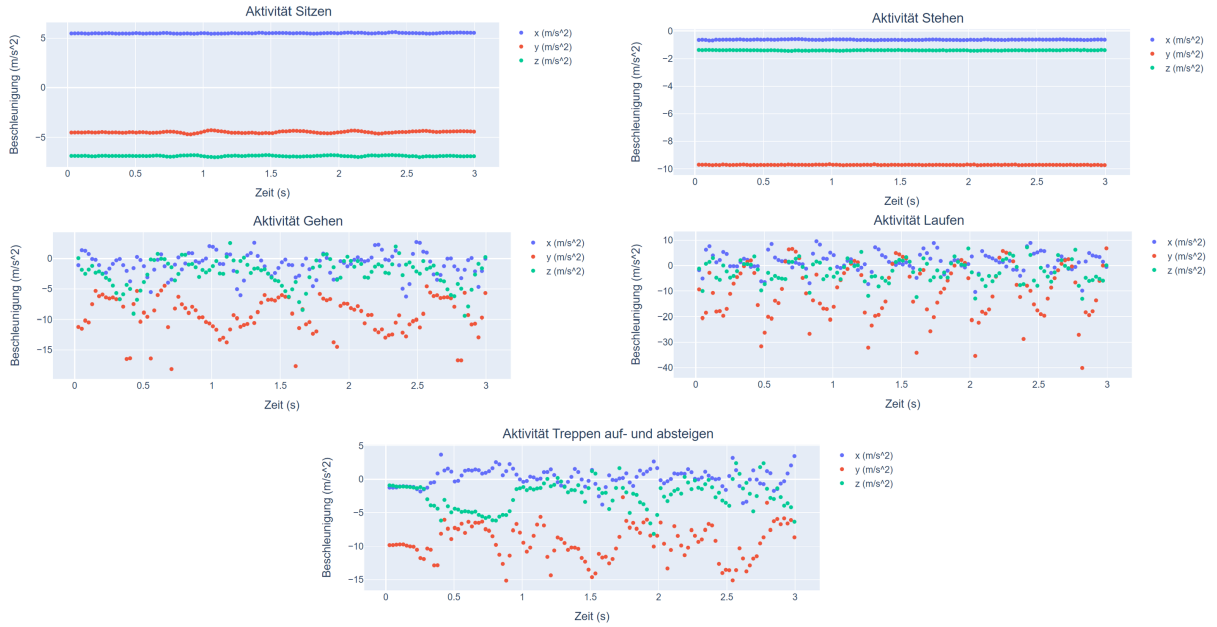 Aktivität Sitzen
Beschleunigung (m/s^2)
5
0
−5
0
0.5
1
1.5
2
2.5
3
Zeit (s)
x (m/s^2)
y (m/s^2)
z (m/s^2)
Aktivität Stehen
Beschleunigung (m/s^2)
0
−2
−4
−6
−8
−10
0
0.5
1
1.5
2
2.5
3
Zeit (s)
x (m/s^2)
y (m/s^2)
z (m/s^2)
Aktivität Gehen
Beschleunigung (m/s^2)
0
−5
−10
−15
0
0.5
1
1.5
2
2.5
3
Zeit (s)
x (m/s^2)
y (m/s^2)
z (m/s^2)
Aktivität Laufen
Beschleunigung (m/s^2)
10
0
−10
−20
−30
−40
0
0.5
1
1.5
2
2.5
3
Zeit (s)
x (m/s^2)
y (m/s^2)
z (m/s^2)
Aktivität Treppen auf- und absteigen
Beschleunigung (m/s^2)
5
0
−5
−10
−15
0
0.5
1
1.5
2
2.5
3
Zeit (s)
x (m/s^2)
y (m/s^2)
z (m/s^2)